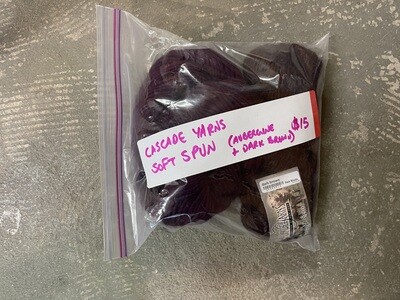 CASCADE YARNS
SOFT SPUN (AUBERGINE
+ DARK BROWN) $15